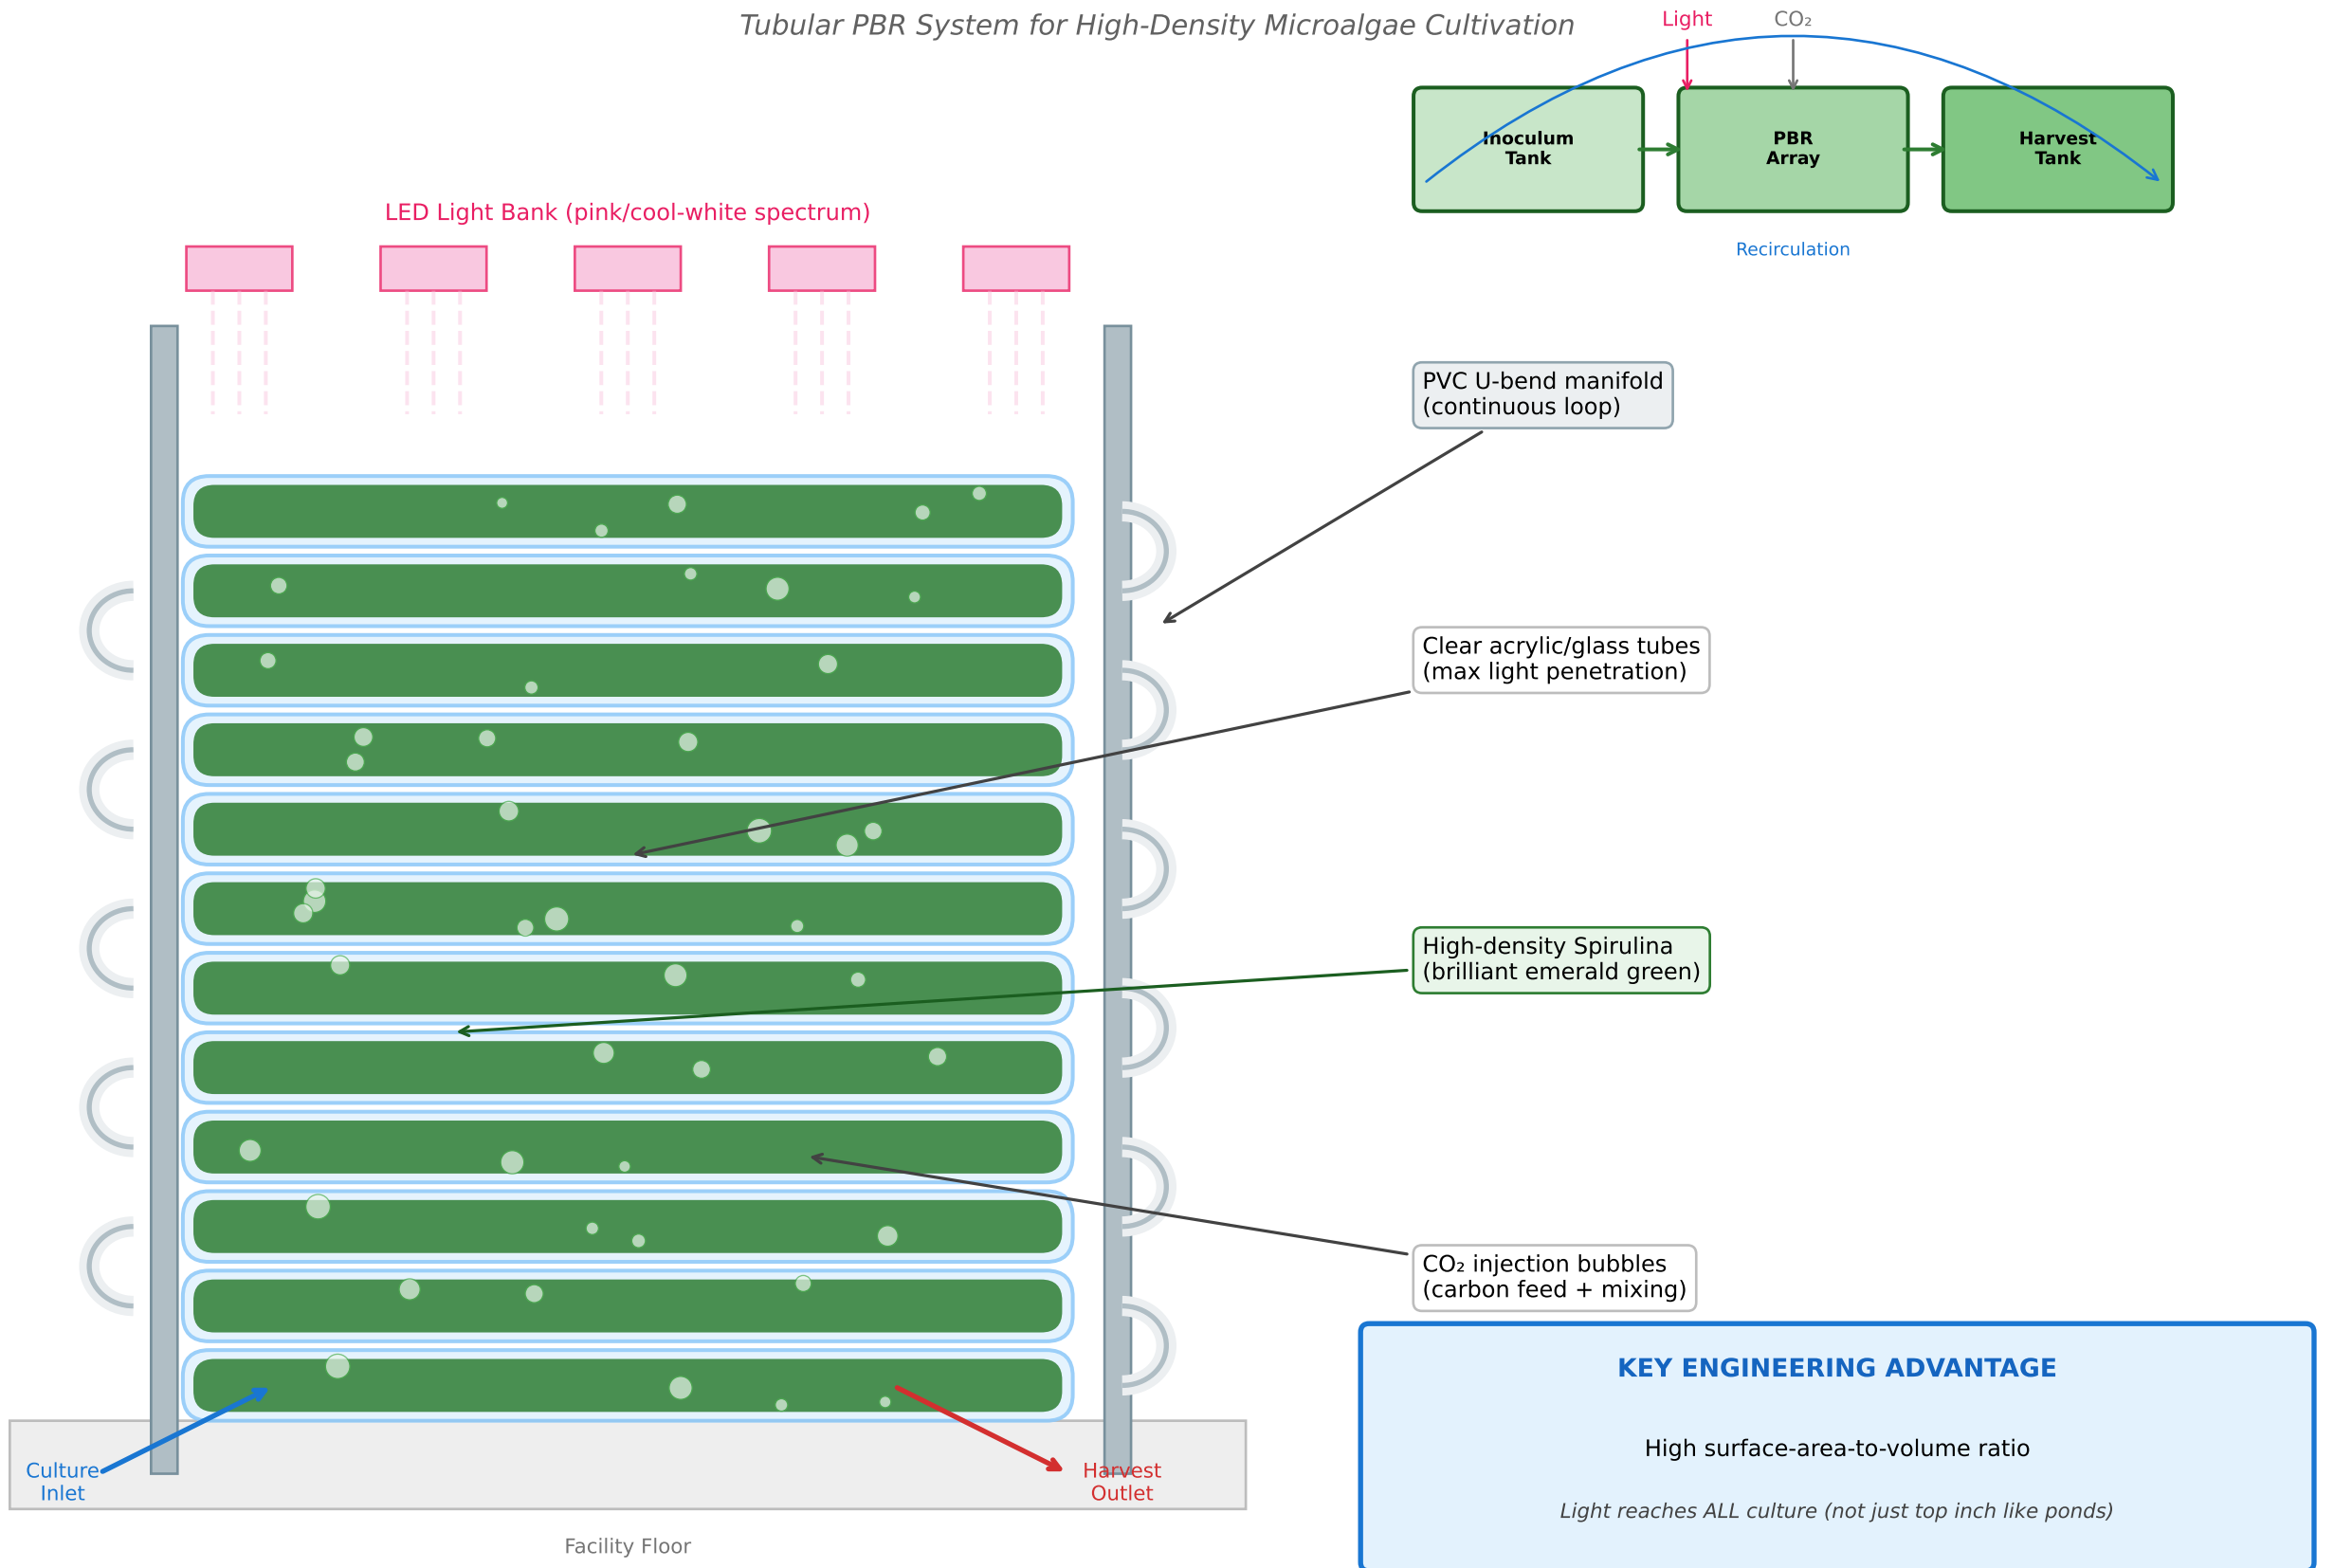 Tubular PBR System for High-Density Microalgae Cultivation
Light
CO₂
Inoculum
Tank
PBR
Array
Harvest
Tank
Recirculation
LED Light Bank (pink/cool-white spectrum)
PVC U-bend manifold
(continuous loop)
Clear acrylic/glass tubes
(max light penetration)
High-density Spirulina
(brilliant emerald green)
CO₂ injection bubbles
(carbon feed + mixing)
KEY ENGINEERING ADVANTAGE
High surface-area-to-volume ratio
Light reaches ALL culture (not just top inch like ponds)
Culture
Inlet
Harvest
Outlet
Facility Floor